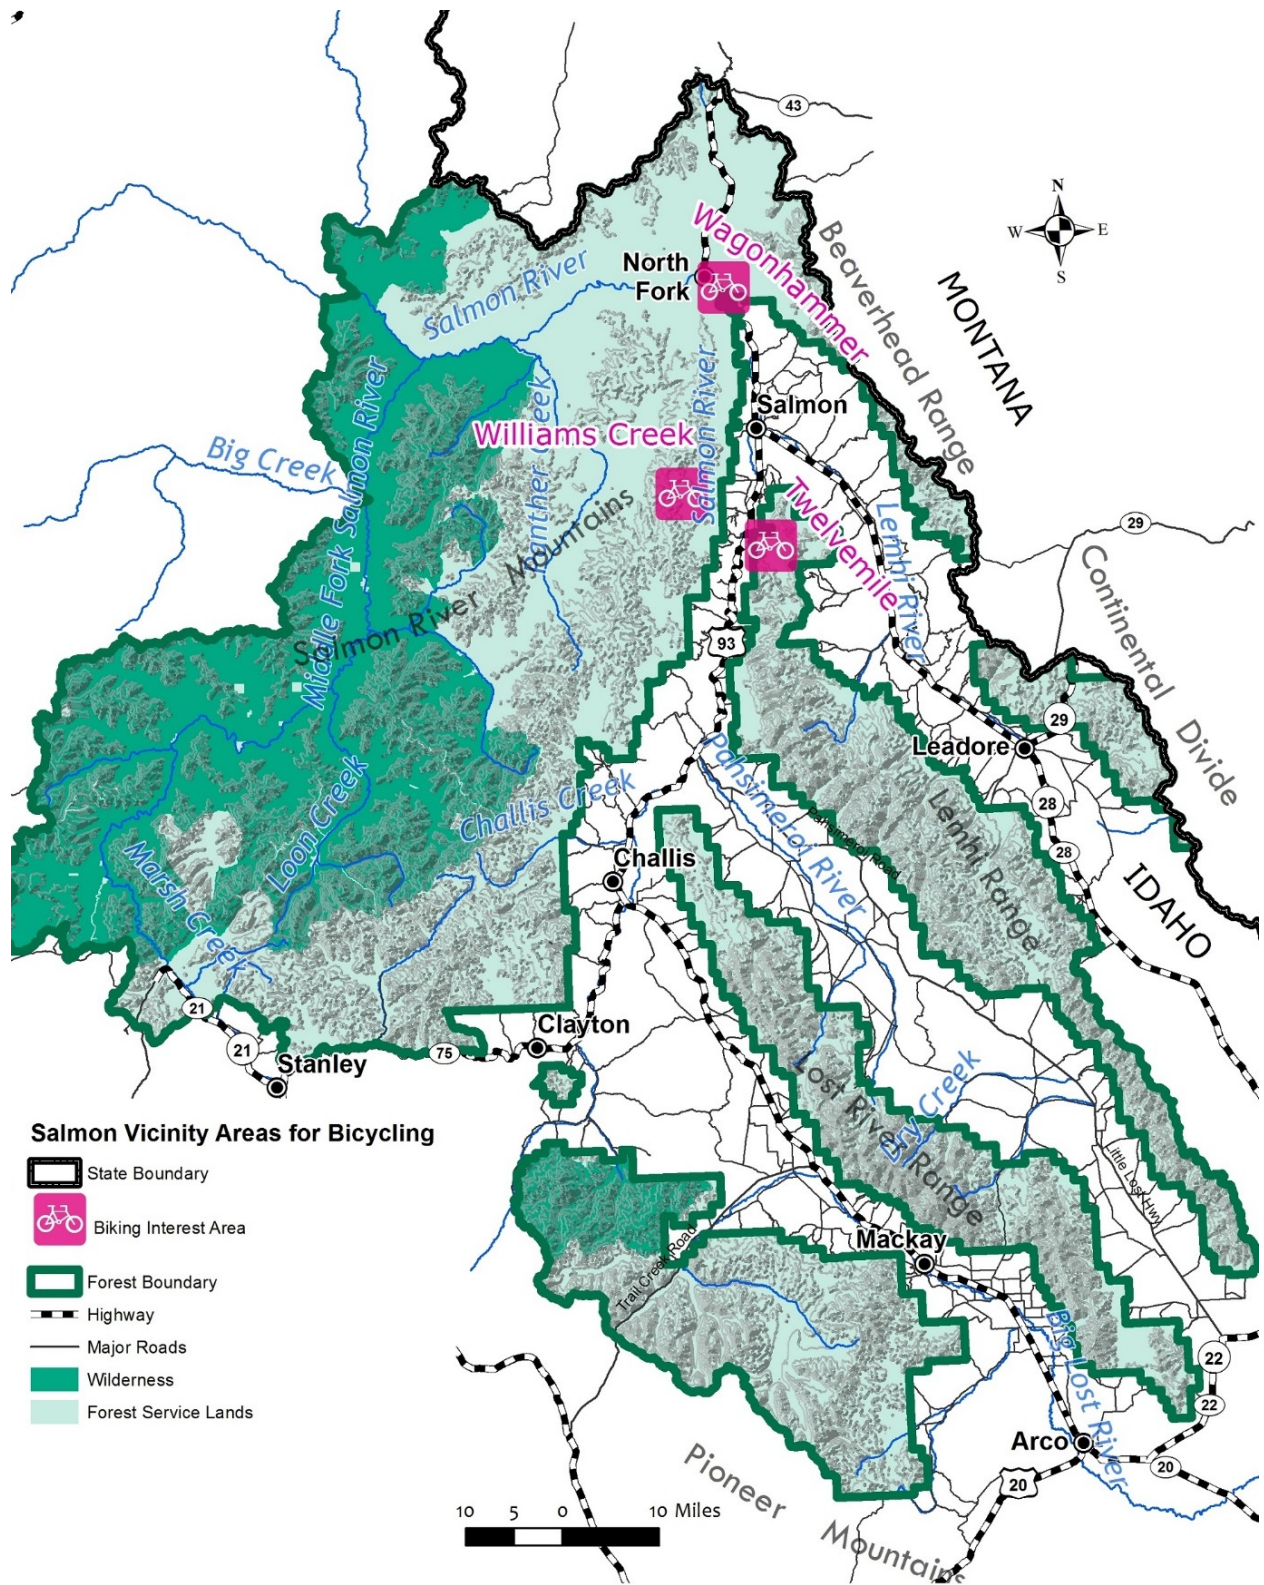 43
N
W
E
S
Wagonhammer
Beaverhead Range
MONTANA
North
Fork
Salmon River
Salmon River
Middle Fork Salmon River
Salmon
Williams Creek
Big Creek
Panther Creek
Twelvemile
Lemhi River
29
Continental Divide
Salmon River Mountains
93
29
Leadore
28
28
Pahsimeroi River
Pahsimeroi Road
Lemhi Range
Challis Creek
Loon Creek
Marsh Creek
Challis
IDAHO
21
21
75
Clayton
Stanley
Lost River Range
Dry Creek
Little Lost Hwy
Mackay
Trail Creek Road
Big Lost River
22
22
Arco
20
20
Pioneer Mountains
Salmon Vicinity Areas for Bicycling
State Boundary
Biking Interest Area
Forest Boundary
Highway
Major Roads
Wilderness
Forest Service Lands
10 5 0 10 Miles